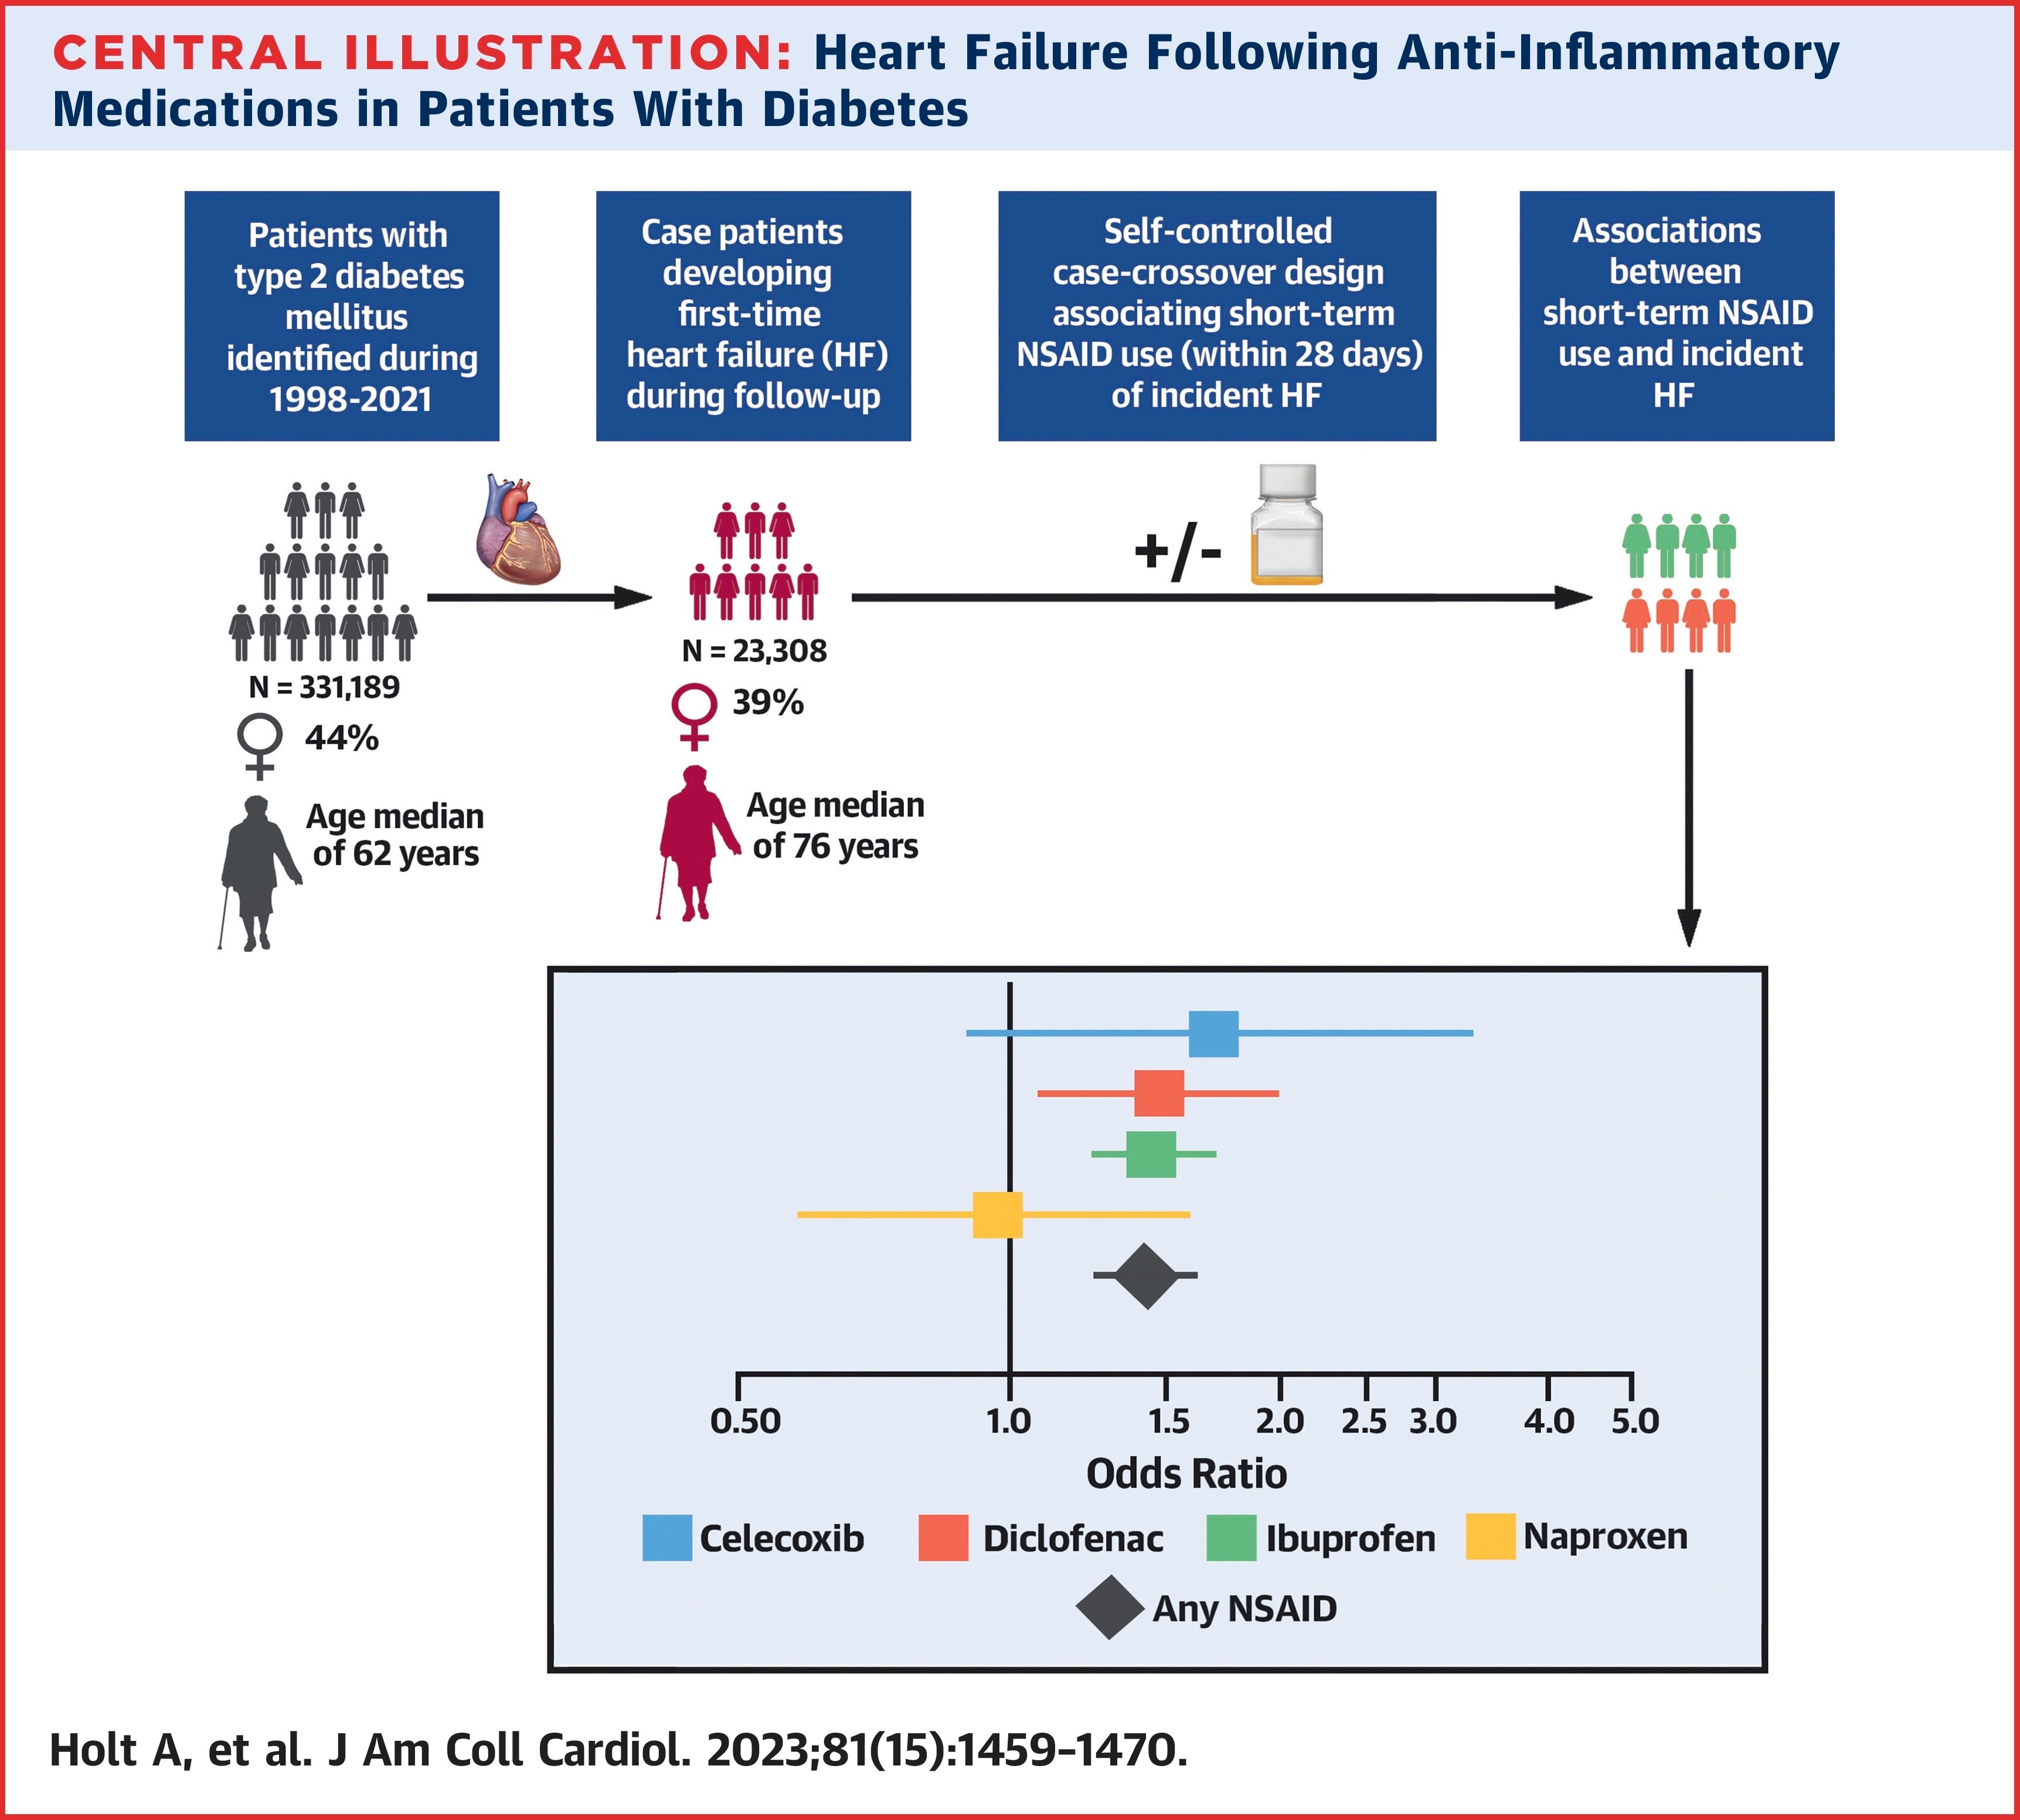 CENTRAL ILLUSTRATION: Heart Failure Following Anti-Inflammatory
Medications in Patients With Diabetes
Patients with
type 2 diabetes
mellitus
identified during
1998-2021
Case patients
developing
first-time
heart failure (HF)
during follow-up
Self-controlled
case-crossover design
associating short-term
NSAID use (within 28 days)
of incident HF
Associations
between
short-term NSAID
use and incident
HF
N = 331,189
44%
Age median
of 62 years
N = 23,308
39%
Age median
of 76 years
+/-
0.50 1.0 1.5 2.0 2.5 3.0 4.0 5.0
Odds Ratio
Celecoxib Diclofenac Ibuprofen Naproxen
Any NSAID
Holt A, et al. J Am Coll Cardiol. 2023;81(15):1459–1470.